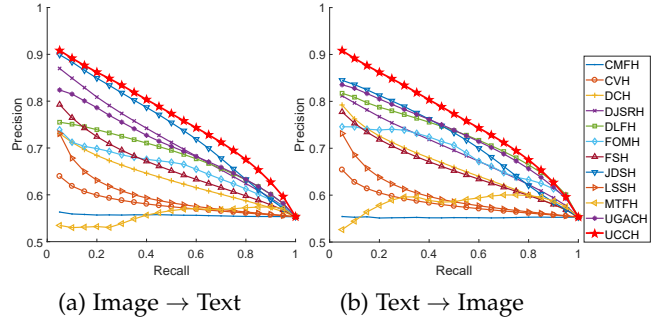 1
0.9
0.8
0.7
0.6
0.5
Precision
0 0.2 0.4 0.6 0.8 1
Recall
(a) Image → Text
1
0.9
0.8
0.7
0.6
0.5
Precision
0 0.2 0.4 0.6 0.8 1
Recall
(b) Text → Image
CMFH
CVH
DCH
DJSRH
DLFH
FOMH
FSH
JDSH
LSSH
MTFH
UGACH
UCCH